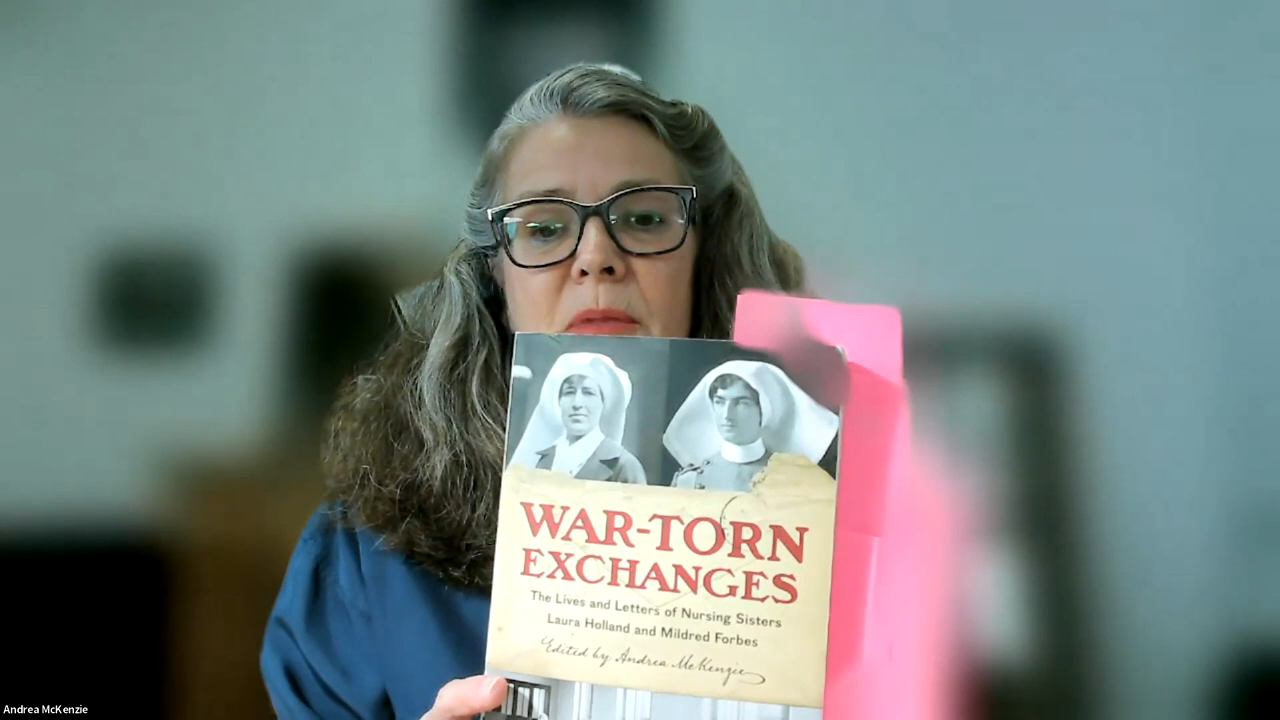 WAR-TORN
EXCHANGES
The Lives and Letters of Nursing Sisters
Laura Holland and Mildred Forbes
Edited by Andrea McKenzie
Andrea McKenzie